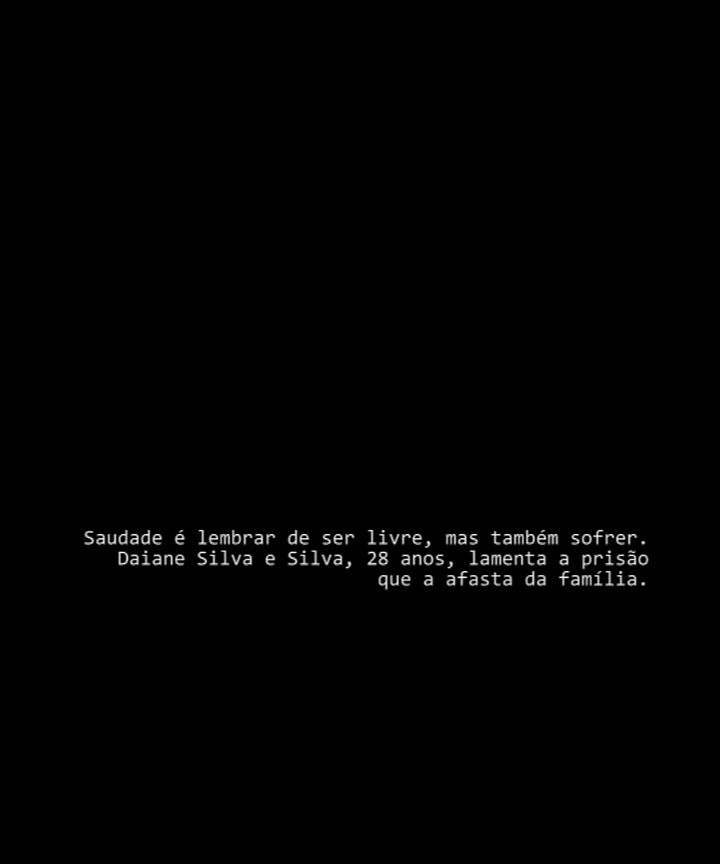 Saudade é lembrar de ser livre, mas também sofrer.
Daiane Silva e Silva, 28 anos, lamenta a prisão
que a afasta da família.